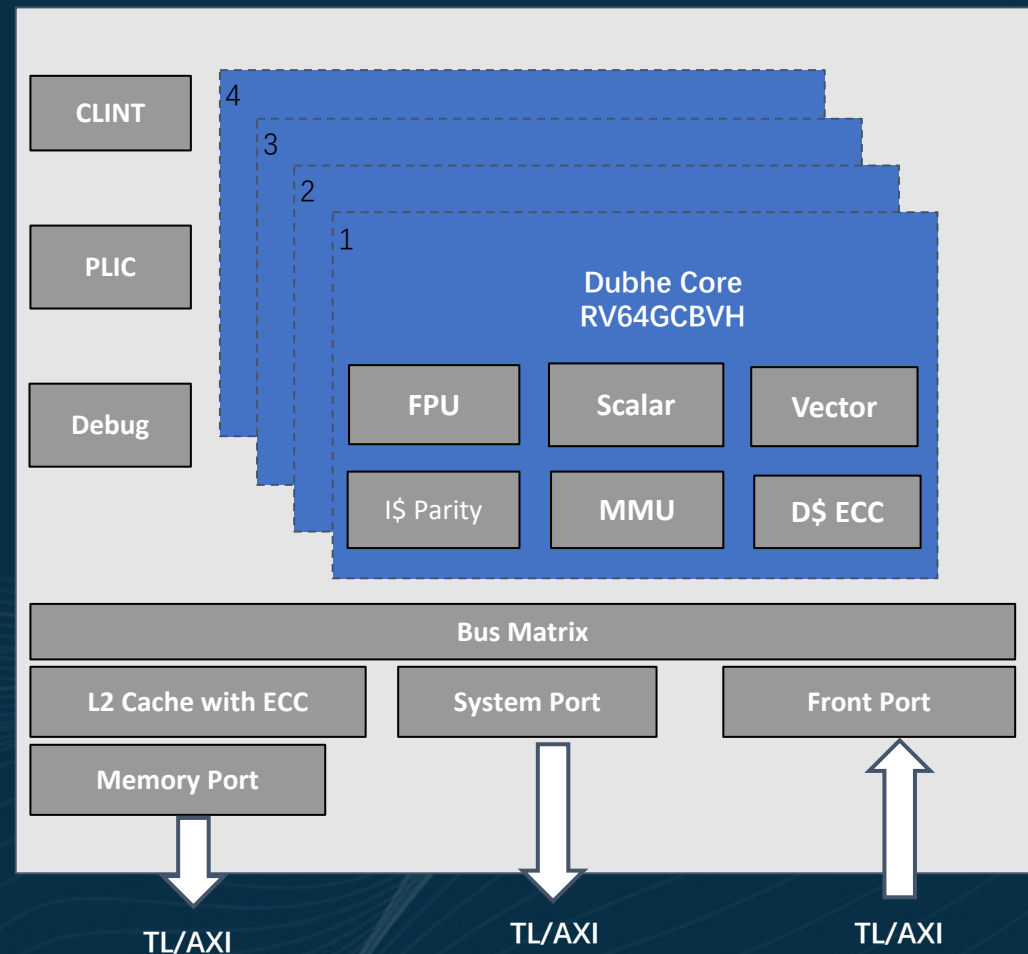 CLINT
PLIC
Debug
4
3
2
1
Dubhe Core
RV64GCBVH
FPU
Scalar
Vector
I$ Parity
MMU
D$ ECC
Bus Matrix
L2 Cache with ECC
System Port
Front Port
Memory Port
TL/AXI
TL/AXI
TL/AXI